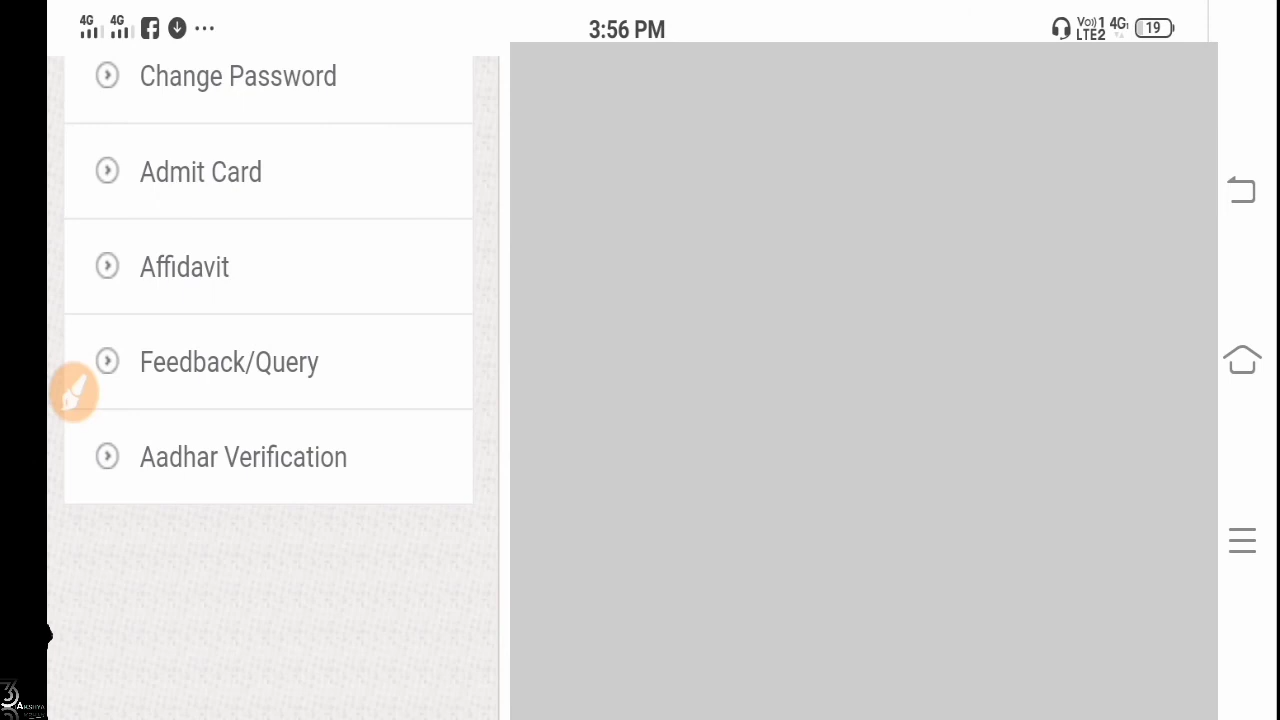 4G 4G 3:56 PM Vo)) 1 4G 19
LTE2
Change Password
Admit Card
Affidavit
Feedback/Query
Aadhar Verification
AKSHYA